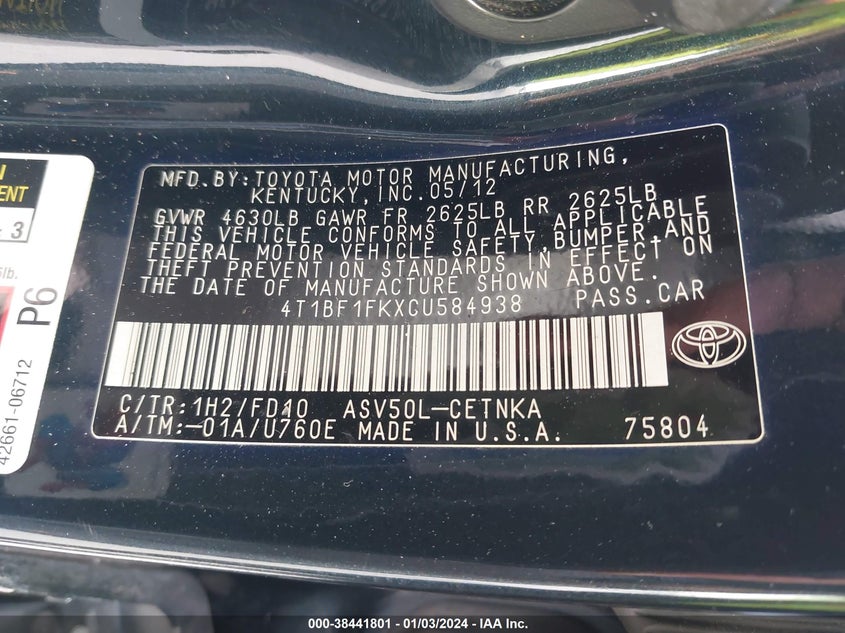 MFD.BY:TOYOTA MOTOR MANUFACTURING,
KENTUCKY, INC.05/12
GVWR 4630LB GAWR FR 2625LB RR 2625LB
THIS VEHICLE CONFORMS TO ALL APPLICABLE
FEDERAL MOTOR VEHICLE SAFETY,BUMPER,AND
THEFT PREVENTION STANDARDS IN EFFECT ON
THE DATE OF MANUFACTURE SHOWN ABOVE.
4T1BF1FKXCU584938 PASS.CAR
C/TR:1H2/FD10 ASV50L-CETNKA
A/TM:-01A/U760E MADE IN U.S.A. 75804
3
lb.
P6
42661-06712
000-38441801 - 01/03/2024 - IAA Inc.